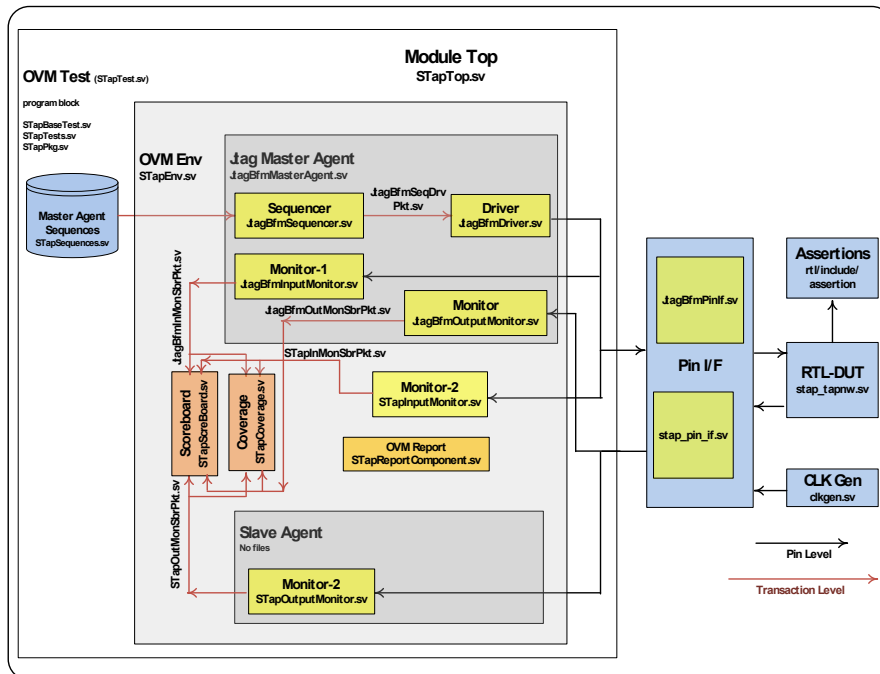 Module Top
STapTop.sv
OVM Test (STapTest.sv)
program block
STapBaseTest.sv
STapTests.sv
STapPkg.sv
Master Agent
Sequences
STapSequences.sv
OVM Env
STapEnv.sv
Jtag Master Agent
JtagBfmMasterAgent.sv
Sequencer
JtagBfmSequencer.sv
JtagBfmSeqDrv
Pkt.sv
Driver
JtagBfmDriver.sv
Monitor-1
JtagBfmInputMonitor.sv
Monitor
JtagBfmOutputMonitor.sv
JtagBfmOutMonSbrPkt.sv
JtagBfmInMonSbrPkt.sv
STapInMonSbrPkt.sv
Monitor-2
STapInputMonitor.sv
Scoreboard
STapScreBoard.sv
Coverage
STapCoverage.sv
OVM Report
STapReportComponent.sv
STapOutMonSbrPkt.sv
Slave Agent
No files
Monitor-2
STapOutputMonitor.sv
JtagBfmPinIf.sv
Pin I/F
stap_pin_if.sv
Assertions
rtl/include/
assertion
RTL-DUT
stap_tapnw.sv
CLK Gen
clkgen.sv
Pin Level
Transaction Level